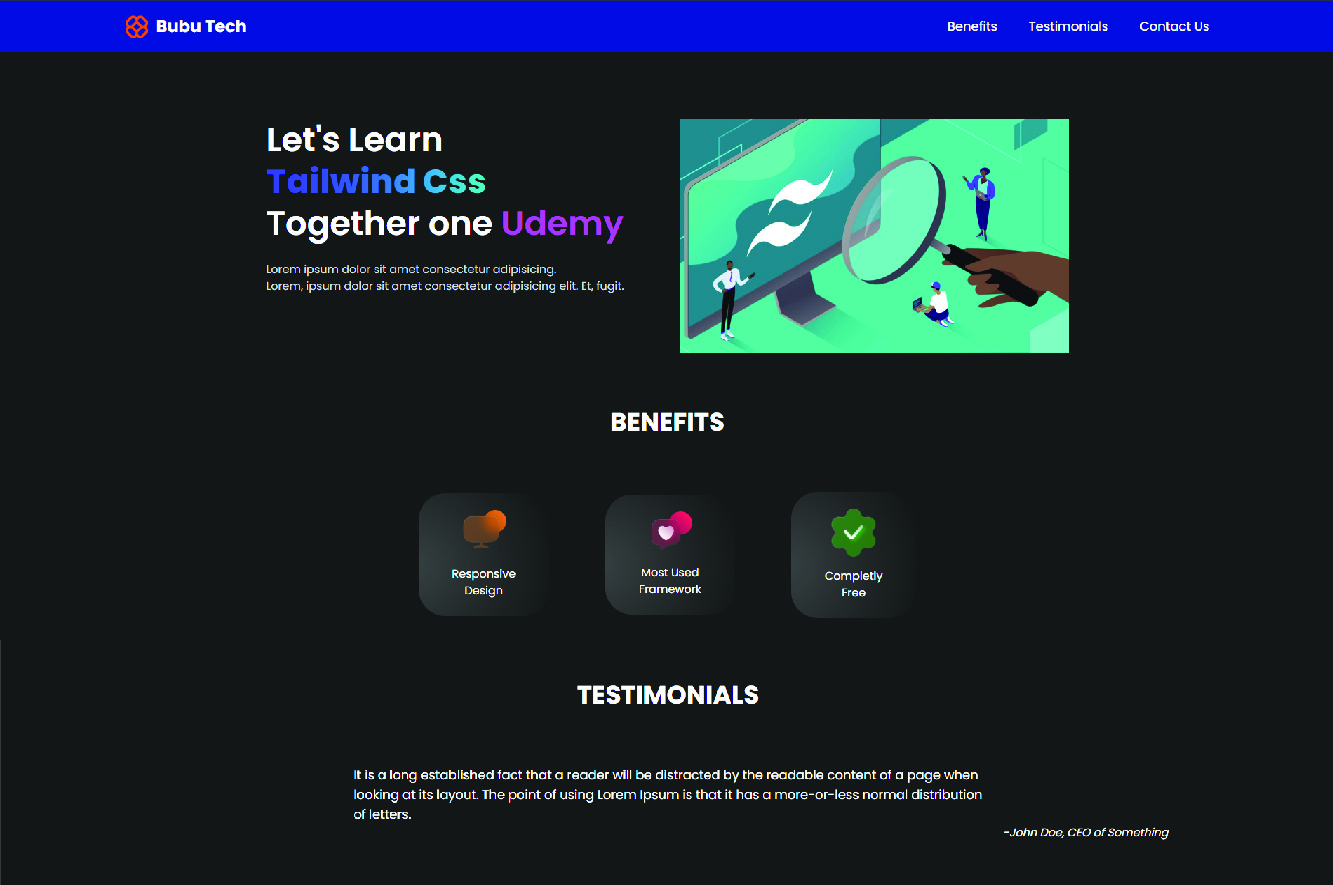 Bubu Tech
Benefits
Testimonials
Contact Us
Let's Learn
Tailwind Css
Together one Udemy
Lorem ipsum dolor sit amet consectetur adipisicing.
Lorem, ipsum dolor sit amet consectetur adipisicing elit. Et, fugit.
BENEFITS
Responsive
Design
Most Used
Framework
Completly
Free
TESTIMONIALS
It is a long established fact that a reader will be distracted by the readable content of a page when
looking at its layout. The point of using Lorem Ipsum is that it has a more-or-less normal distribution
of letters.
-John Doe, CEO of Something